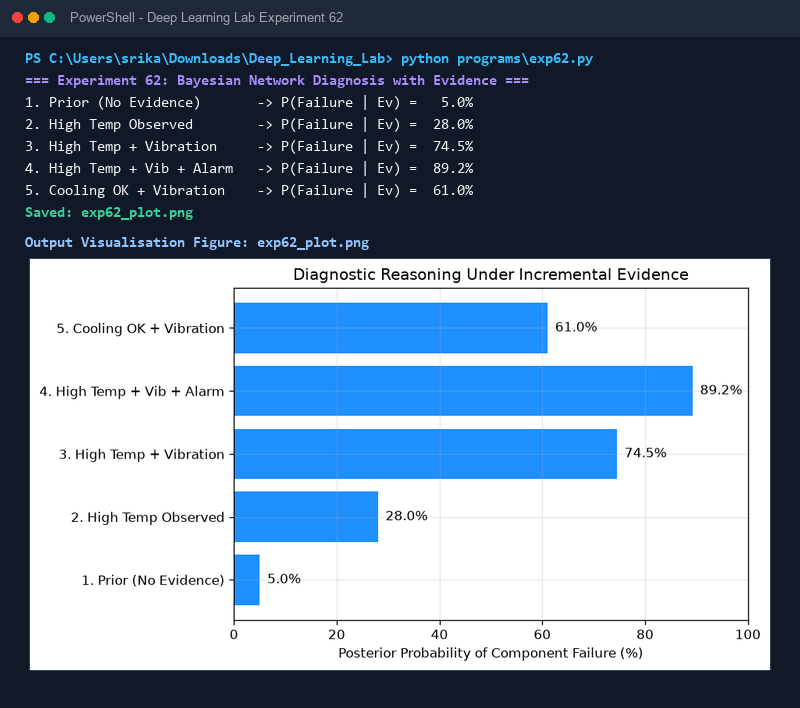 PowerShell - Deep Learning Lab Experiment 62
PS C:\Users\srika\Downloads\Deep_Learning_Lab> python programs\exp62.py
=== Experiment 62: Bayesian Network Diagnosis with Evidence ===
1. Prior (No Evidence)       -> P(Failure | Ev) =   5.0%
2. High Temp Observed        -> P(Failure | Ev) =  28.0%
3. High Temp + Vibration     -> P(Failure | Ev) =  74.5%
4. High Temp + Vib + Alarm   -> P(Failure | Ev) =  89.2%
5. Cooling OK + Vibration    -> P(Failure | Ev) =  61.0%
Saved: exp62_plot.png
Output Visualisation Figure: exp62_plot.png
Diagnostic Reasoning Under Incremental Evidence
5. Cooling OK + Vibration 61.0%
4. High Temp + Vib + Alarm 89.2%
3. High Temp + Vibration 74.5%
2. High Temp Observed 28.0%
1. Prior (No Evidence) 5.0%
0 20 40 60 80 100
Posterior Probability of Component Failure (%)